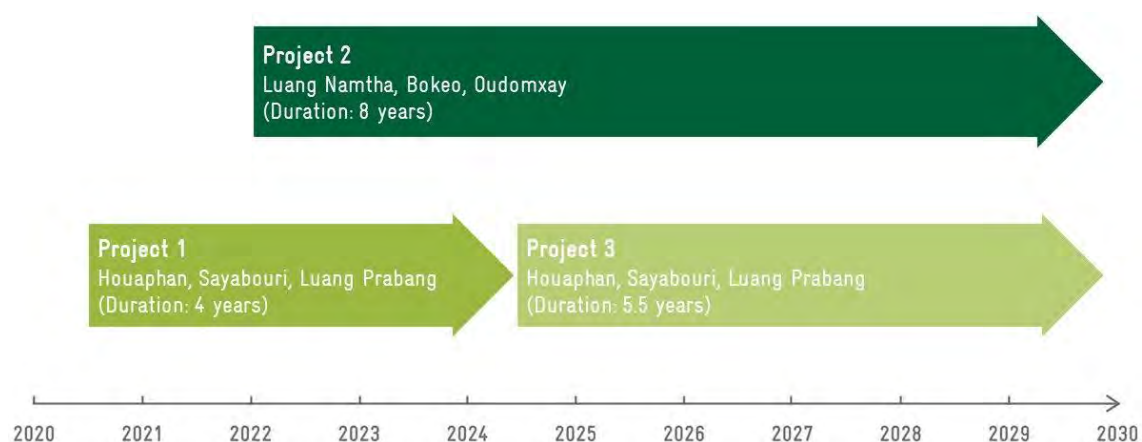 Project 2
Luang Namtha, Bokeo, Oudomxay
(Duration: 8 years)
Project 1
Houaphan, Sayabouri, Luang Prabang
(Duration: 4 years)
Project 3
Houaphan, Sayabouri, Luang Prabang
(Duration: 5.5 years)
2020 2021 2022 2023 2024 2025 2026 2027 2028 2029 2030